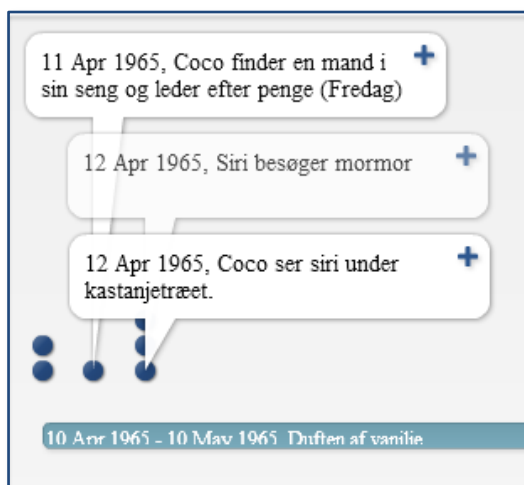 11 Apr 1965, Coco finder en mand i
sin seng og leder efter penge (Fredag)
12 Apr 1965, Siri besøger mormor
12 Apr 1965, Coco ser siri under
kastanjetræet.
10 Apr 1965 - 10 May 1965 Duften af vanilie